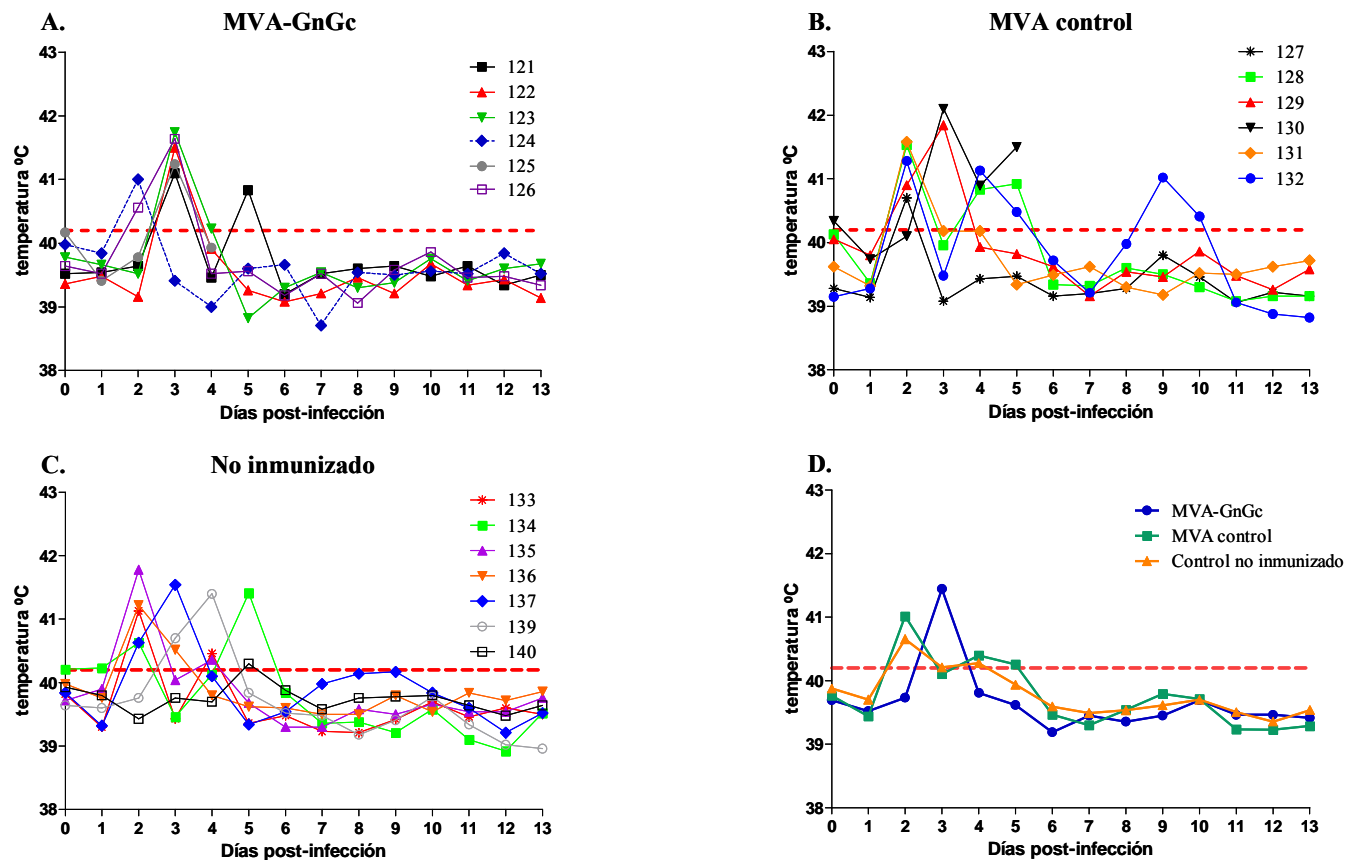 A. MVA-GnGc
43
42
41
40
39
38
temperatura ºC
0 1 2 3 4 5 6 7 8 9 10 11 12 13
Días post-infección
121
122
123
124
125
126
B. MVA control
43
42
41
40
39
38
temperatura ºC
0 1 2 3 4 5 6 7 8 9 10 11 12 13
Días post-infección
127
128
129
130
131
132
C. No inmunizado
43
42
41
40
39
38
temperatura ºC
0 1 2 3 4 5 6 7 8 9 10 11 12 13
Días post-infección
133
134
135
136
137
139
140
D.
43
42
41
40
39
38
temperatura ºC
0 1 2 3 4 5 6 7 8 9 10 11 12 13
Días post-infección
MVA-GnGc
MVA control
Control no inmunizado